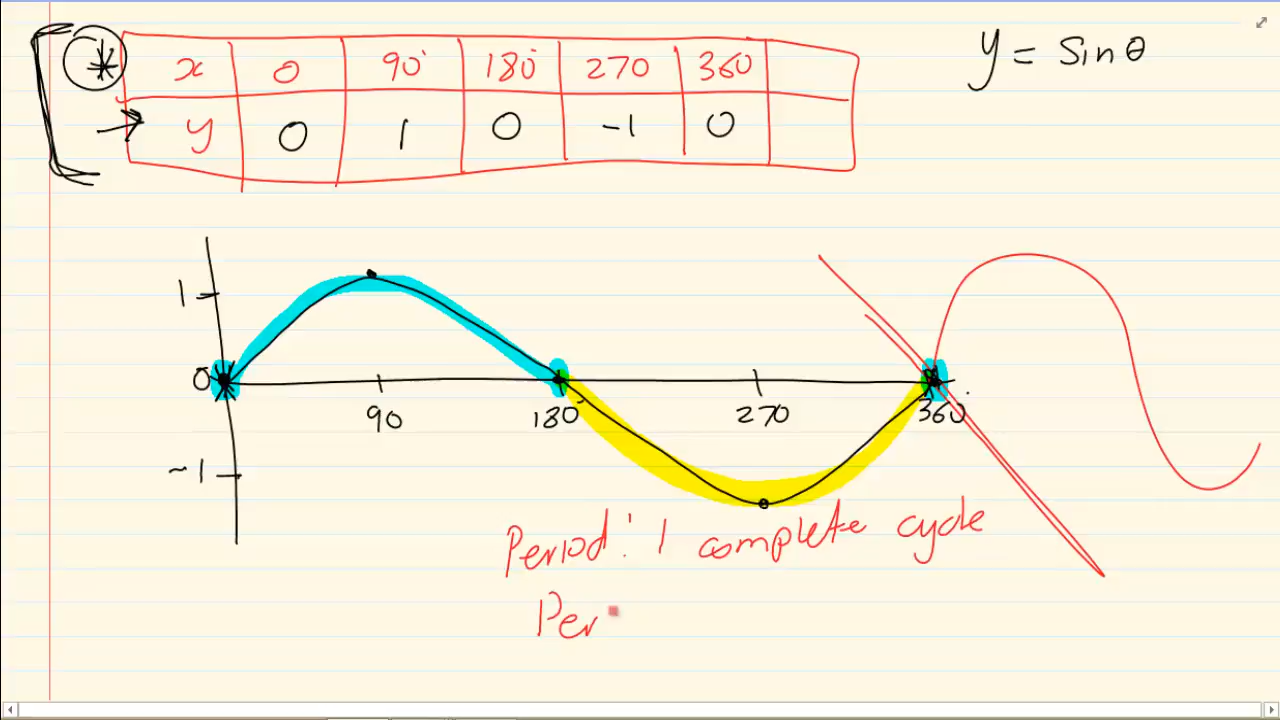 y = sin θ
* x 0 90° 180° 270 360
→ y 0 1 0 -1 0
1
0
90 180° 270 360°
-1
Period: 1 complete cycle
Per